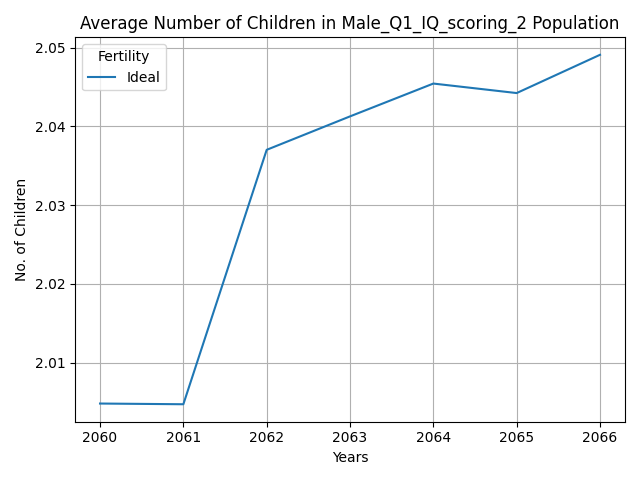 Average Number of Children in Male_Q1_IQ_scoring_2 Population
Fertility
Ideal
2.05
2.04
2.03
2.02
2.01
No. of Children
2060 2061 2062 2063 2064 2065 2066
Years